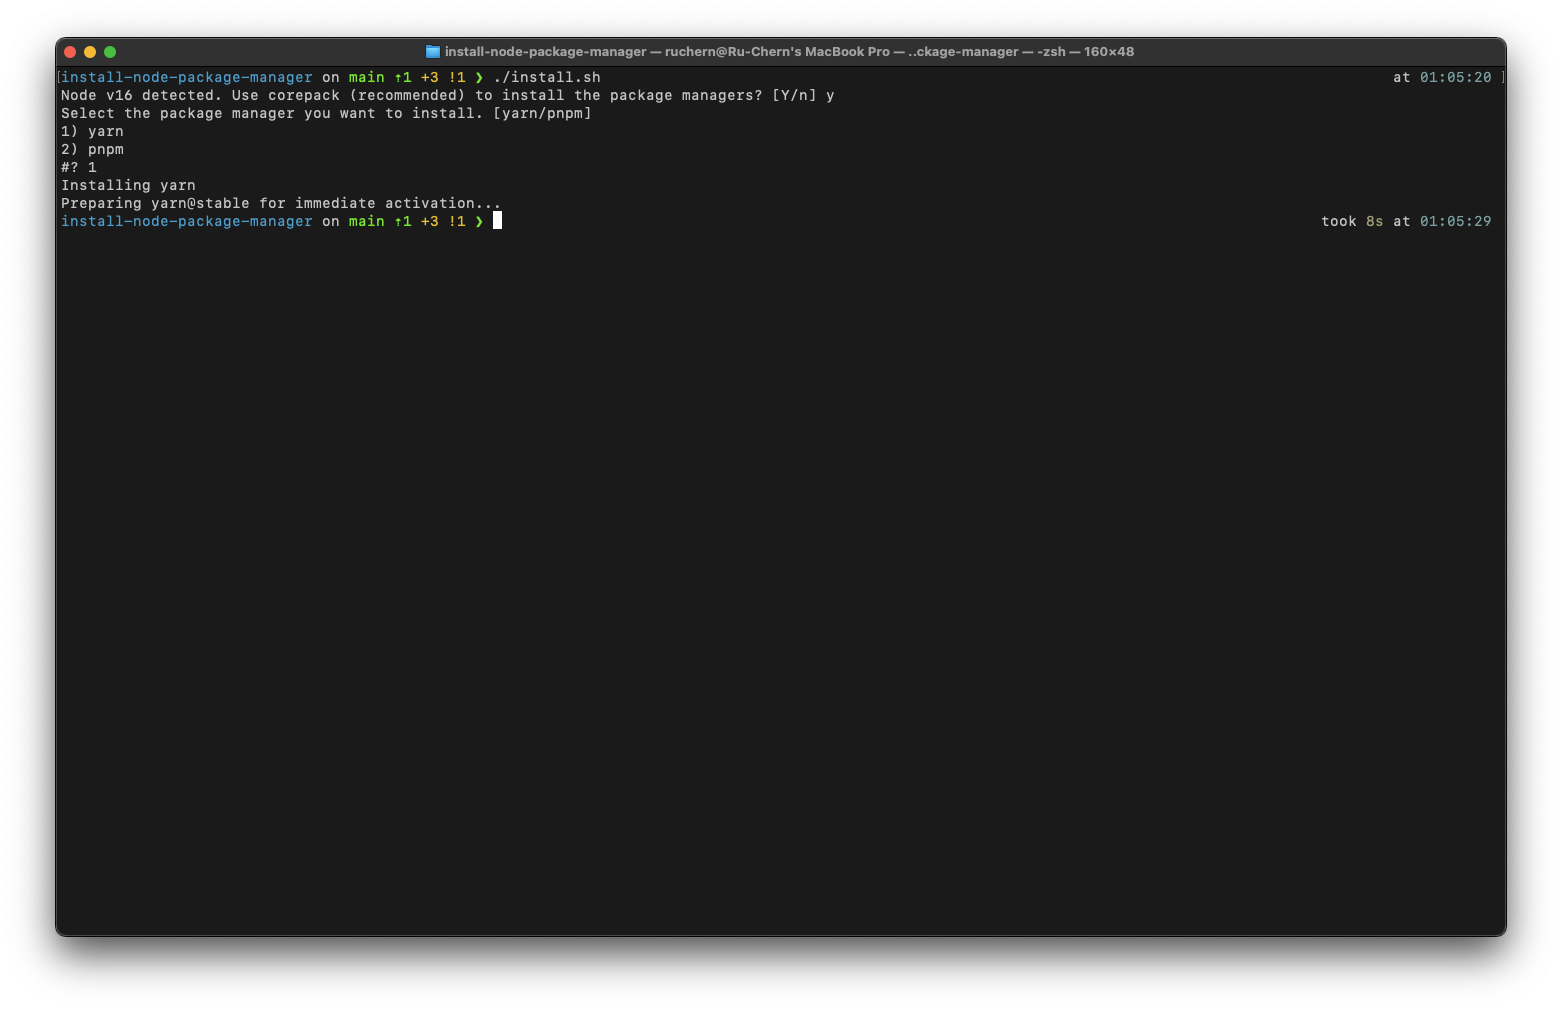 install-node-package-manager — ruchern@Ru-Chern's MacBook Pro — ..ckage-manager — -zsh — 160×48
[install-node-package-manager on main ⇡1 +3 !1 ❯ ./install.sh at 01:05:20 ]
Node v16 detected. Use corepack (recommended) to install the package managers? [Y/n] y
Select the package manager you want to install. [yarn/pnpm]
1) yarn
2) pnpm
#? 1
Installing yarn
Preparing yarn@stable for immediate activation...
install-node-package-manager on main ⇡1 +3 !1 ❯ took 8s at 01:05:29